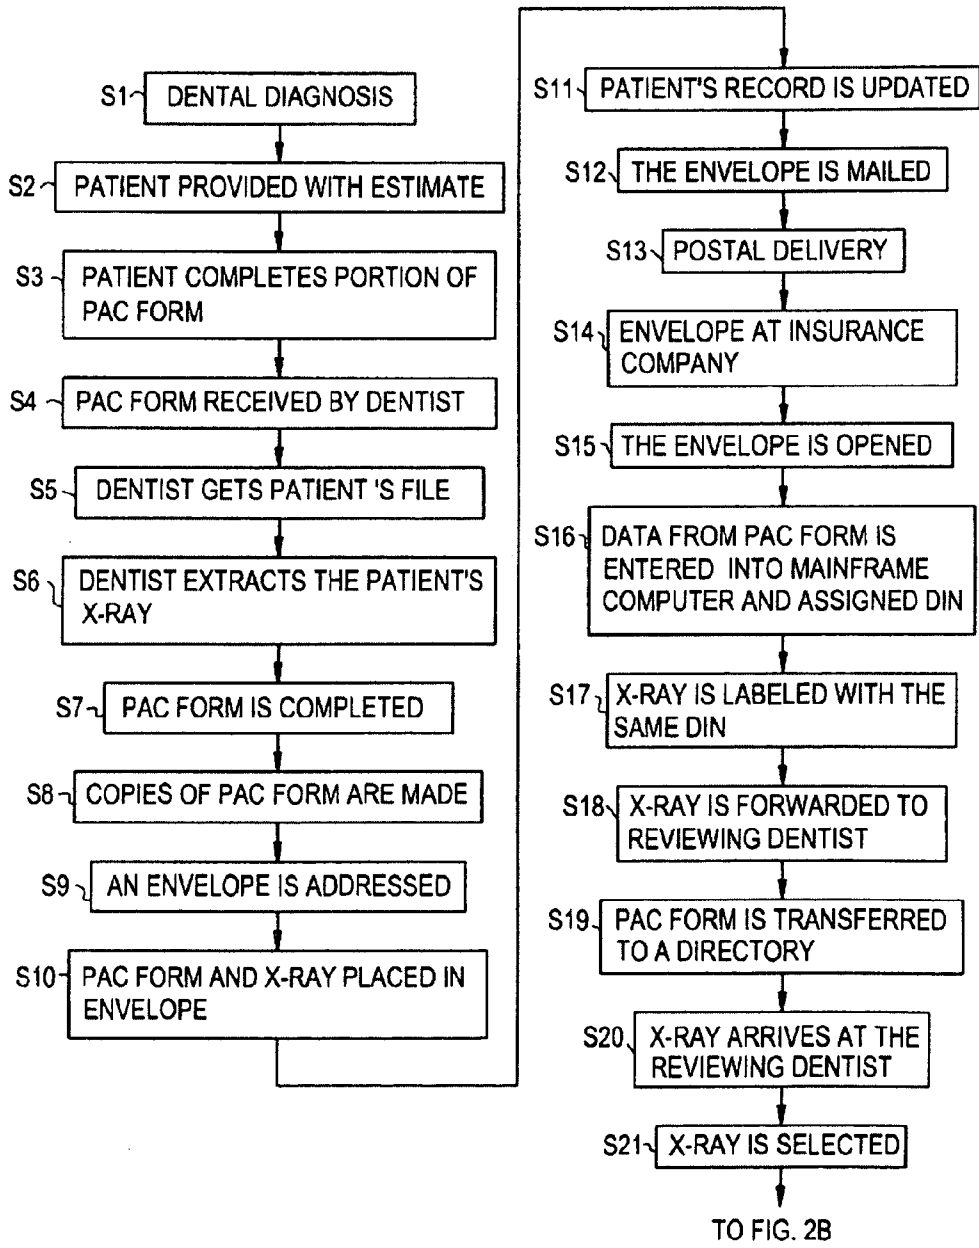 S1 DENTAL DIAGNOSIS
S2 PATIENT PROVIDED WITH ESTIMATE
S3 PATIENT COMPLETES PORTION OF
PAC FORM
S4 PAC FORM RECEIVED BY DENTIST
S5 DENTIST GETS PATIENT 'S FILE
S6 DENTIST EXTRACTS THE PATIENT'S
X-RAY
S7 PAC FORM IS COMPLETED
S8 COPIES OF PAC FORM ARE MADE
S9 AN ENVELOPE IS ADDRESSED
S10 PAC FORM AND X-RAY PLACED IN
ENVELOPE
S11 PATIENT'S RECORD IS UPDATED
S12 THE ENVELOPE IS MAILED
S13 POSTAL DELIVERY
S14 ENVELOPE AT INSURANCE
COMPANY
S15 THE ENVELOPE IS OPENED
S16 DATA FROM PAC FORM IS
ENTERED INTO MAINFRAME
COMPUTER AND ASSIGNED DIN
S17 X-RAY IS LABELED WITH THE
SAME DIN
S18 X-RAY IS FORWARDED TO
REVIEWING DENTIST
S19 PAC FORM IS TRANSFERRED
TO A DIRECTORY
S20 X-RAY ARRIVES AT THE
REVIEWING DENTIST
S21 X-RAY IS SELECTED
TO FIG. 2B